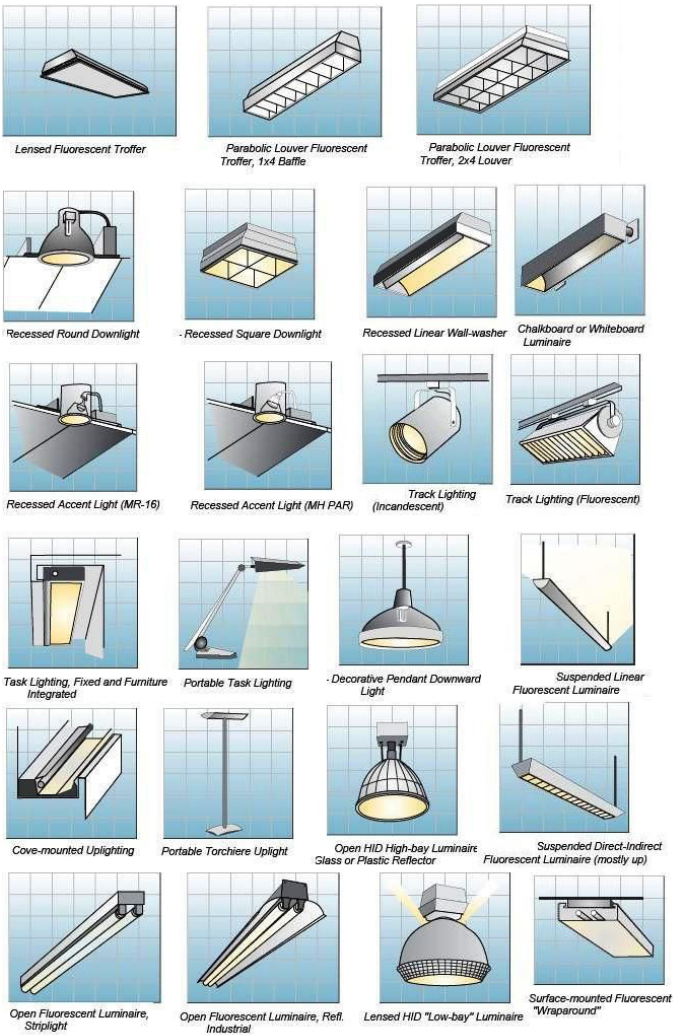 Lensed Fluorescent Troffer
Parabolic Louver Fluorescent
Troffer, 1x4 Baffle
Parabolic Louver Fluorescent
Troffer, 2x4 Louver
Recessed Round Downlight
- Recessed Square Downlight
Recessed Linear Wall-washer
Chalkboard or Whiteboard
Luminaire
Recessed Accent Light (MR-16)
Recessed Accent Light (MH PAR)
Track Lighting
(Incandescent)
Track Lighting (Fluorescent)
Task Lighting, Fixed and Furniture
Integrated
Portable Task Lighting
- Decorative Pendant Downward
Light
Suspended Linear
Fluorescent Luminaire
Cove-mounted Uplighting
Portable Torchiere Uplight
Open HID High-bay Luminaire
Glass or Plastic Reflector
Suspended Direct-Indirect
Fluorescent Luminaire (mostly up)
Open Fluorescent Luminaire,
Striplight
Open Fluorescent Luminaire, Refl.
Industrial
Lensed HID "Low-bay" Luminaire
Surface-mounted Fluorescent
"Wraparound"